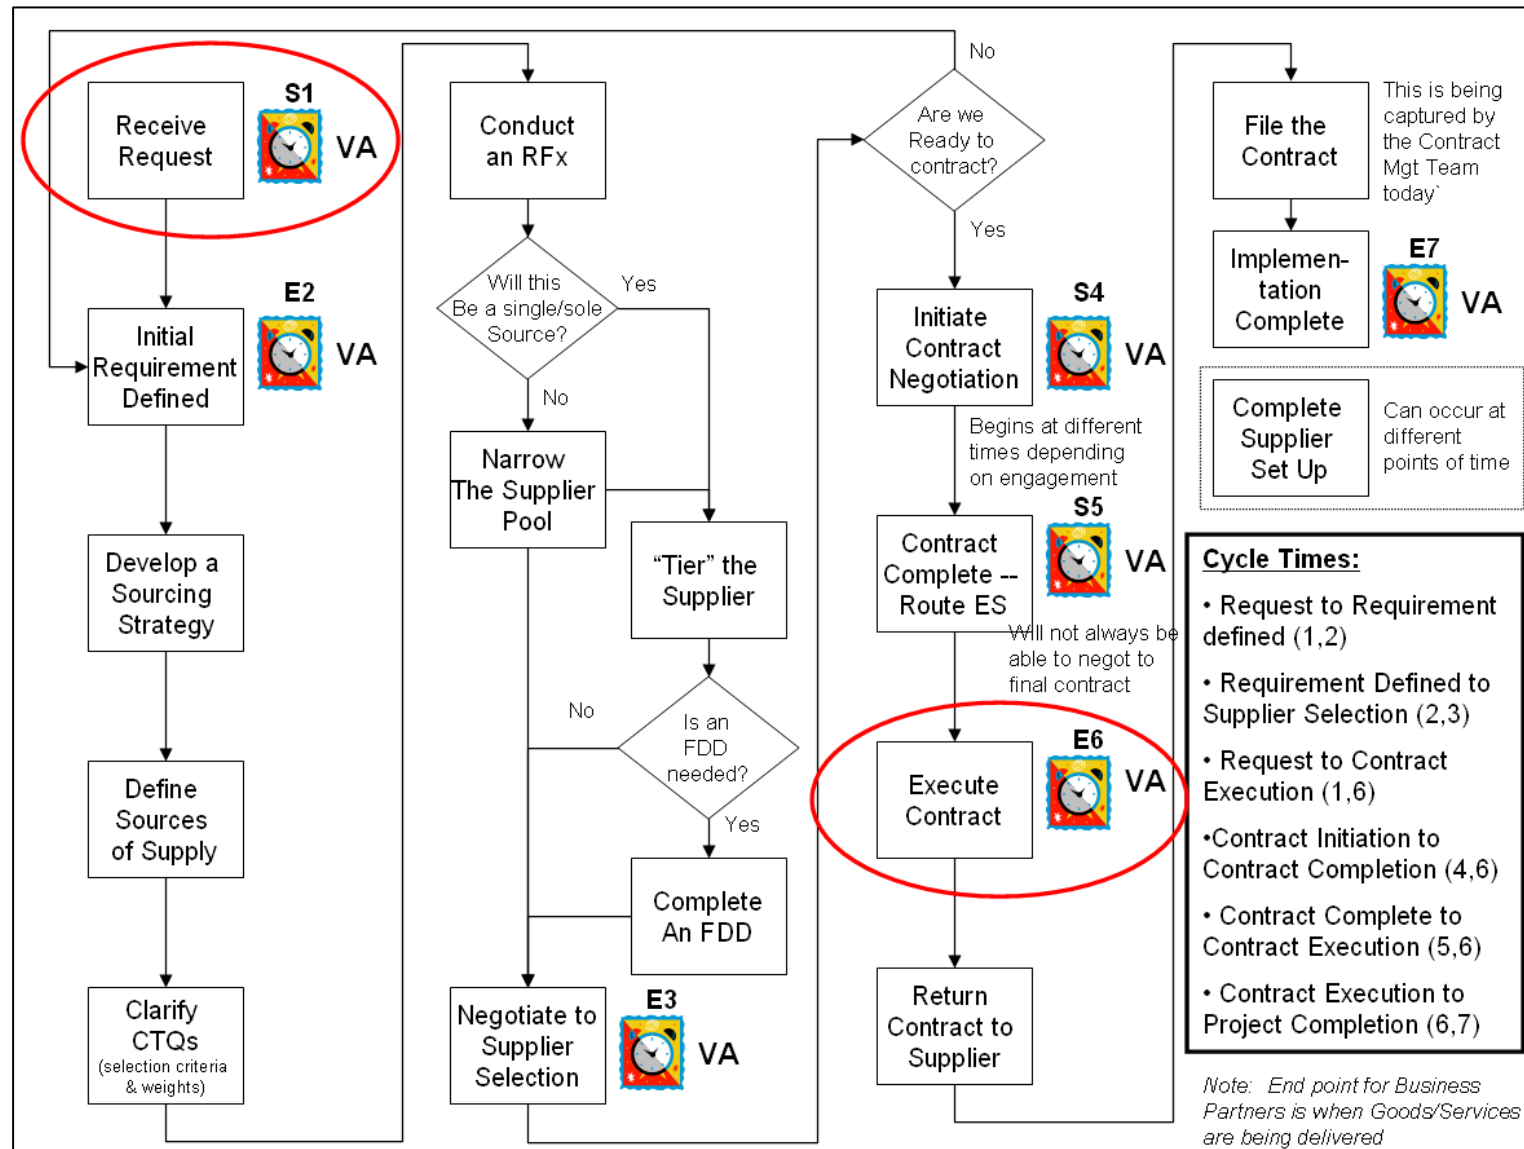 S1
Receive
Request
VA
E2
Initial
Requirement
Defined
VA
Develop a
Sourcing
Strategy
Define
Sources
of Supply
Clarify
CTQs
(selection criteria
& weights)
Conduct
an RFx
Will this
Be a single/sole
Source?
Yes
No
Narrow
The Supplier
Pool
“Tier” the
Supplier
Is an
FDD
needed?
No
Yes
Complete
An FDD
Negotiate to
Supplier
Selection
E3
VA
No
Are we
Ready to
contract?
Yes
Initiate
Contract
Negotiation
S4
VA
Begins at different
times depending
on engagement
S5
Contract
Complete --
Route ES
VA
Will not always be
able to negot to
final contract
E6
Execute
Contract
VA
Return
Contract to
Supplier
File the
Contract
This is being
captured by
the Contract
Mgt Team
today`
Implemen-
tation
Complete
E7
VA
Complete
Supplier
Set Up
Can occur at
different
points of time
Cycle Times:
• Request to Requirement
defined (1,2)
• Requirement Defined to
Supplier Selection (2,3)
• Request to Contract
Execution (1,6)
•Contract Initiation to
Contract Completion (4,6)
• Contract Complete to
Contract Execution (5,6)
• Contract Execution to
Project Completion (6,7)
Note: End point for Business
Partners is when Goods/Services
are being delivered